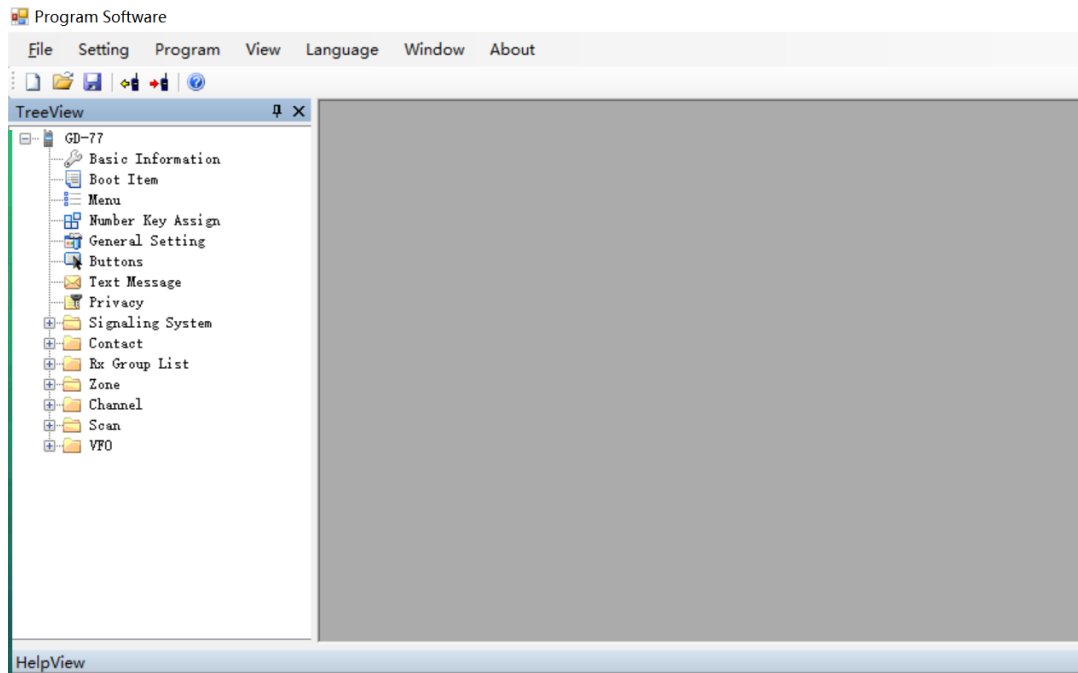 Program Software
File Setting Program View Language Window About
TreeView
GD-77
Basic Information
Boot Item
Menu
Number Key Assign
General Setting
Buttons
Text Message
Privacy
Signaling System
Contact
Rx Group List
Zone
Channel
Scan
VFO
HelpView